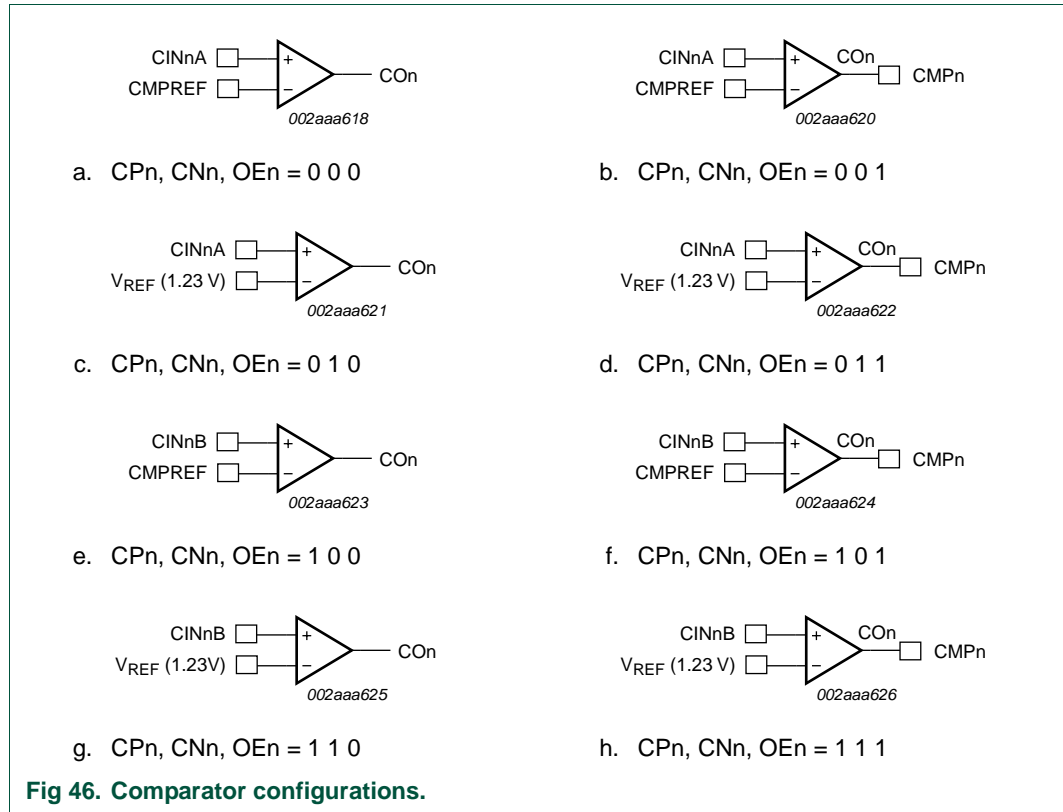 CINnA
CMPREF
+
−
COn
002aaa618
a. CPn, CNn, OEn = 0 0 0
CINnA
CMPREF
+
−
COn
CMPn
002aaa620
b. CPn, CNn, OEn = 0 0 1
CINnA
VREF (1.23 V)
+
−
COn
002aaa621
c. CPn, CNn, OEn = 0 1 0
CINnA
VREF (1.23 V)
+
−
COn
CMPn
002aaa622
d. CPn, CNn, OEn = 0 1 1
CINnB
CMPREF
+
−
COn
002aaa623
e. CPn, CNn, OEn = 1 0 0
CINnB
CMPREF
+
−
COn
CMPn
002aaa624
f. CPn, CNn, OEn = 1 0 1
CINnB
VREF (1.23V)
+
−
COn
002aaa625
g. CPn, CNn, OEn = 1 1 0
CINnB
VREF (1.23 V)
+
−
COn
CMPn
002aaa626
h. CPn, CNn, OEn = 1 1 1
Fig 46. Comparator configurations.